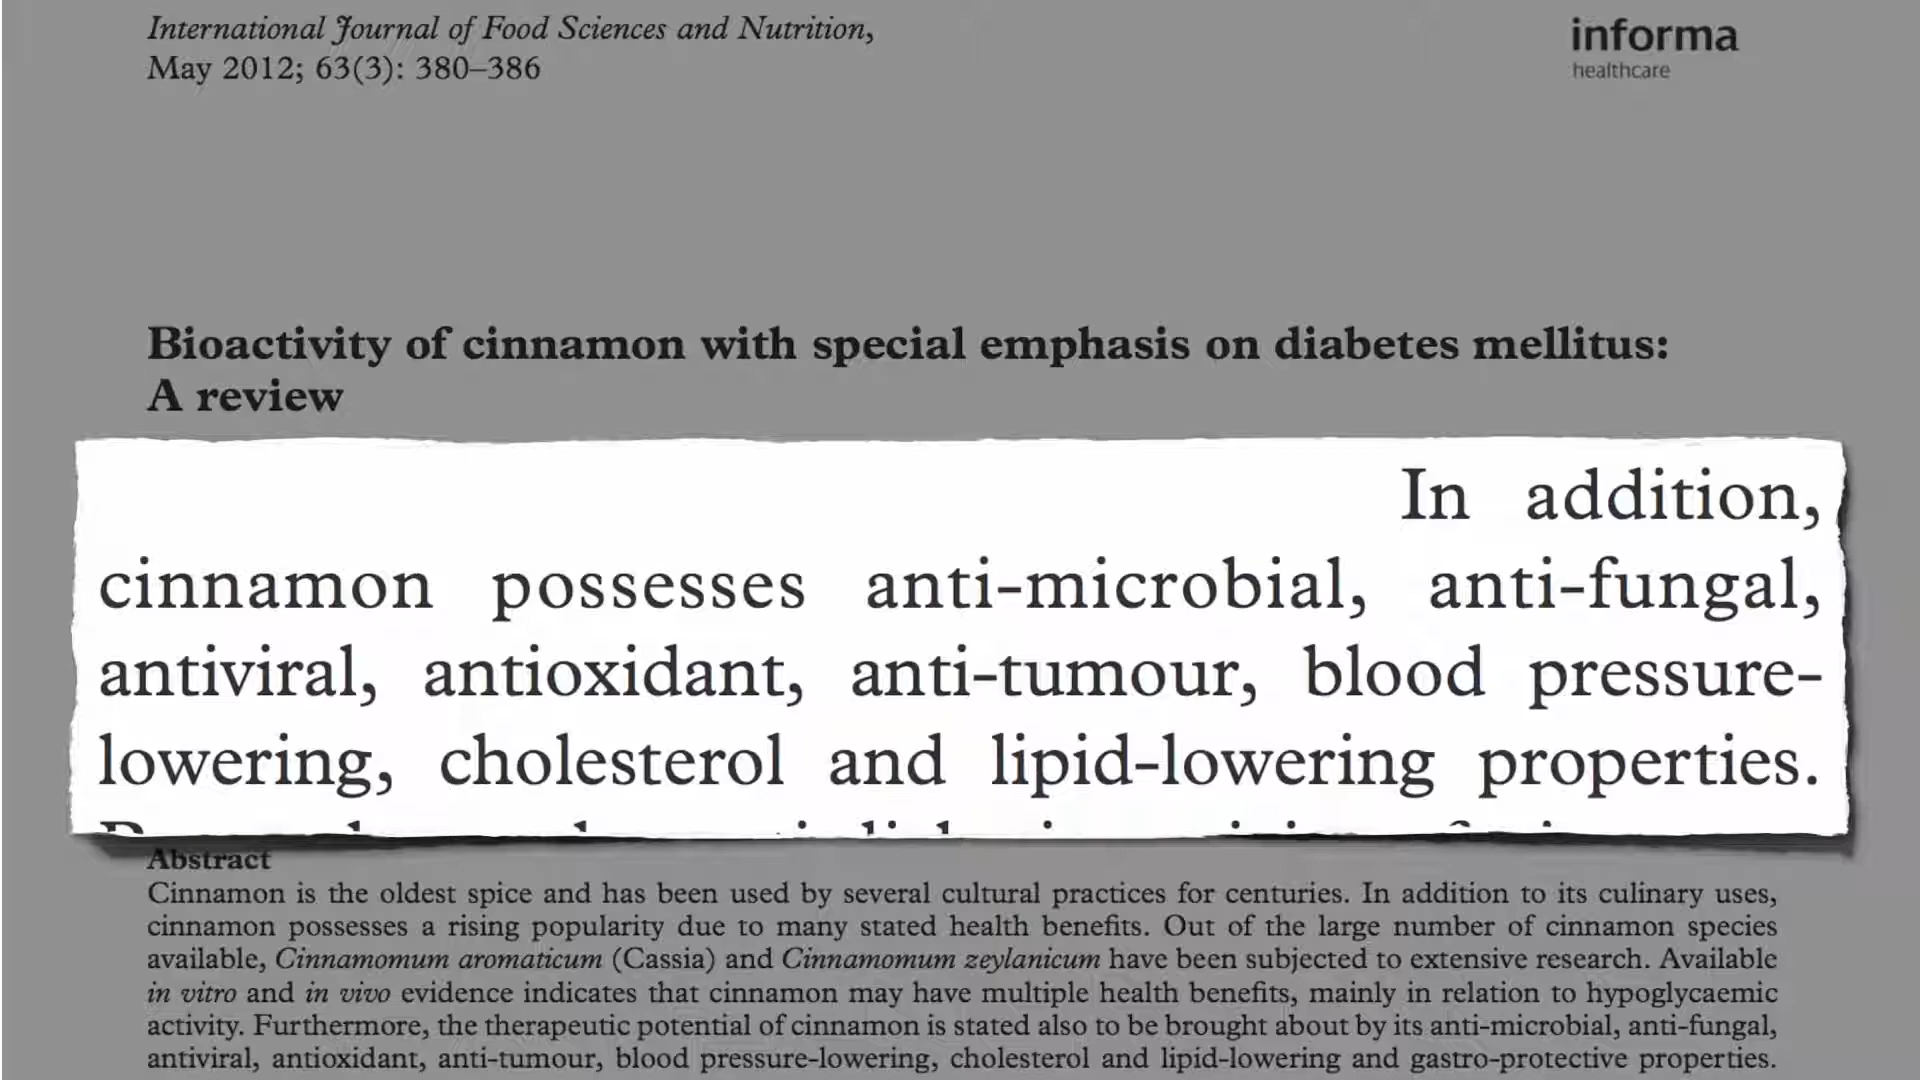 International Journal of Food Sciences and Nutrition,
May 2012; 63(3): 380–386
informa
healthcare
Bioactivity of cinnamon with special emphasis on diabetes mellitus:
A review
In addition,
cinnamon possesses anti-microbial, anti-fungal,
antiviral, antioxidant, anti-tumour, blood pressure-
lowering, cholesterol and lipid-lowering properties.
Abstract
Cinnamon is the oldest spice and has been used by several cultural practices for centuries. In addition to its culinary uses,
cinnamon possesses a rising popularity due to many stated health benefits. Out of the large number of cinnamon species
available, Cinnamomum aromaticum (Cassia) and Cinnamomum zeylanicum have been subjected to extensive research. Available
in vitro and in vivo evidence indicates that cinnamon may have multiple health benefits, mainly in relation to hypoglycaemic
activity. Furthermore, the therapeutic potential of cinnamon is stated also to be brought about by its anti-microbial, anti-fungal,
antiviral, antioxidant, anti-tumour, blood pressure-lowering, cholesterol and lipid-lowering and gastro-protective properties.